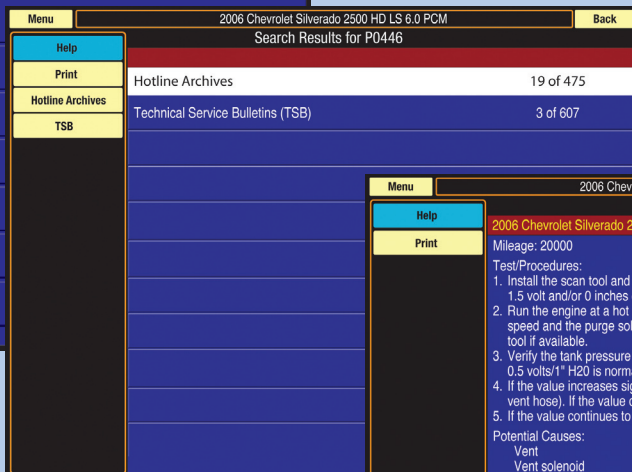 Menu
2006 Chevrolet Silverado 2500 HD LS 6.0 PCM
Back
Search Results for P0446
Help
Print
Hotline Archives
TSB
Hotline Archives 19 of 475
Technical Service Bulletins (TSB) 3 of 607
Menu
2006 Chev
Help
Print
2006 Chevrolet Silverado 2
Mileage: 20000
Test/Procedures:
1. Install the scan tool and
1.5 volt and/or 0 inches
2. Run the engine at a hot
speed and the purge sol
tool if available.
3. Verify the tank pressure
0.5 volts/1" H20 is norma
4. If the value increases sig
vent hose). If the value
5. If the value continues to
Potential Causes:
Vent
Vent solenoid